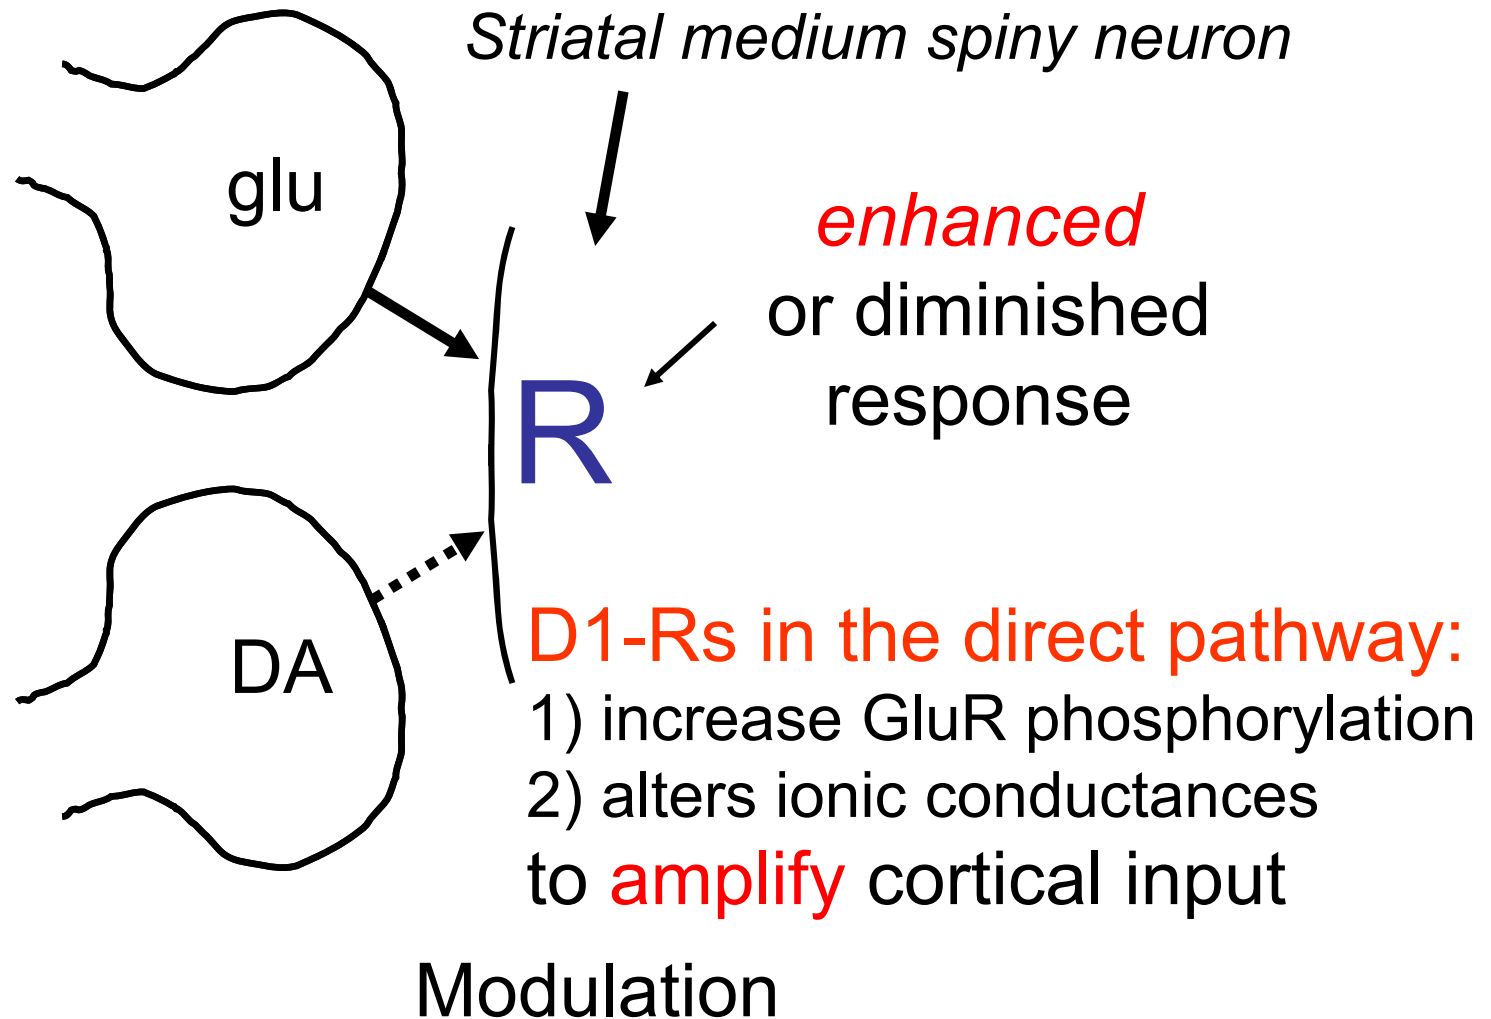 Striatal medium spiny neuron
glu
enhanced
or diminished
response
R
DA
D1-Rs in the direct pathway:
1) increase GluR phosphorylation
2) alters ionic conductances
to amplify cortical input
Modulation